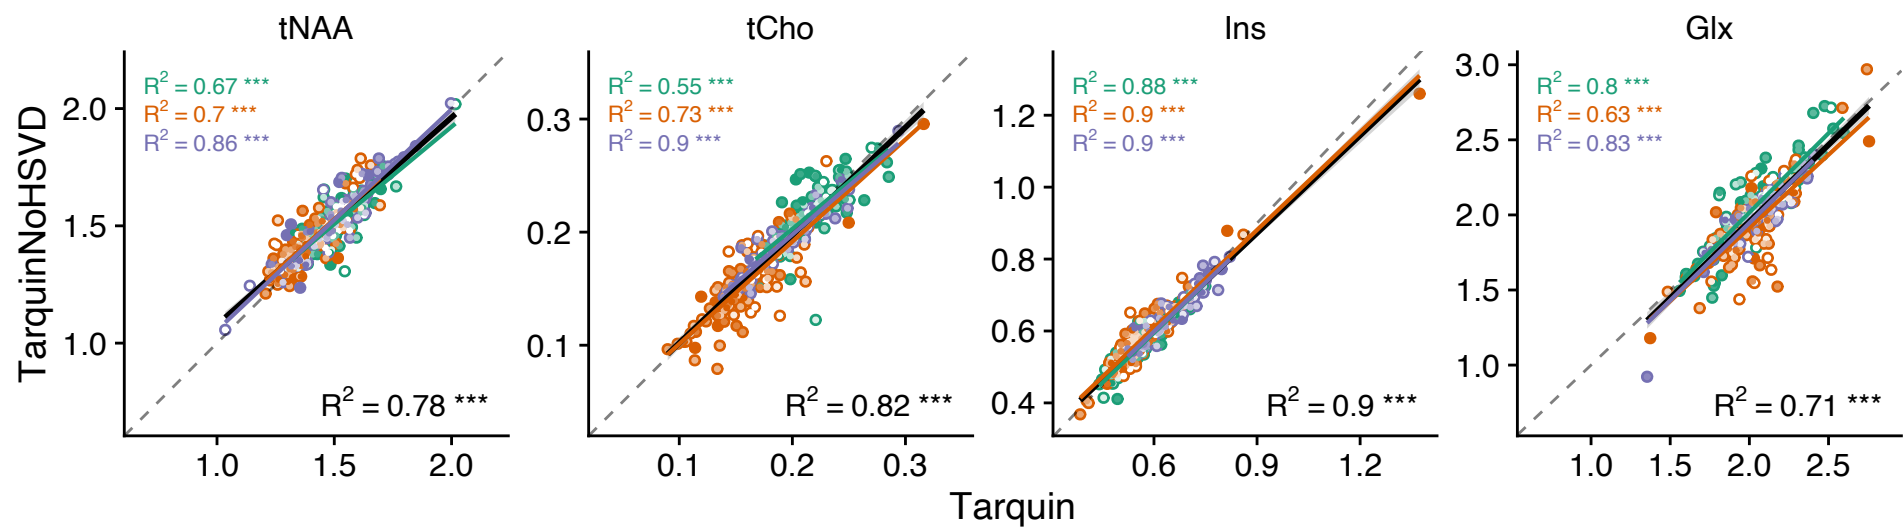 tNAA
tCho
Ins
Glx
TarquinNoHSVD
R² = 0.67 ***
R² = 0.7 ***
R² = 0.86 ***
2.0
1.5
1.0
R² = 0.78 ***
1.0 1.5 2.0
R² = 0.55 ***
R² = 0.73 ***
R² = 0.9 ***
0.3
0.2
0.1
R² = 0.82 ***
0.1 0.2 0.3
R² = 0.88 ***
R² = 0.9 ***
R² = 0.9 ***
1.2
1.0
0.8
0.6
0.4
R² = 0.9 ***
0.6 0.9 1.2
R² = 0.8 ***
R² = 0.63 ***
R² = 0.83 ***
3.0
2.5
2.0
1.5
1.0
R² = 0.71 ***
1.0 1.5 2.0 2.5
Tarquin